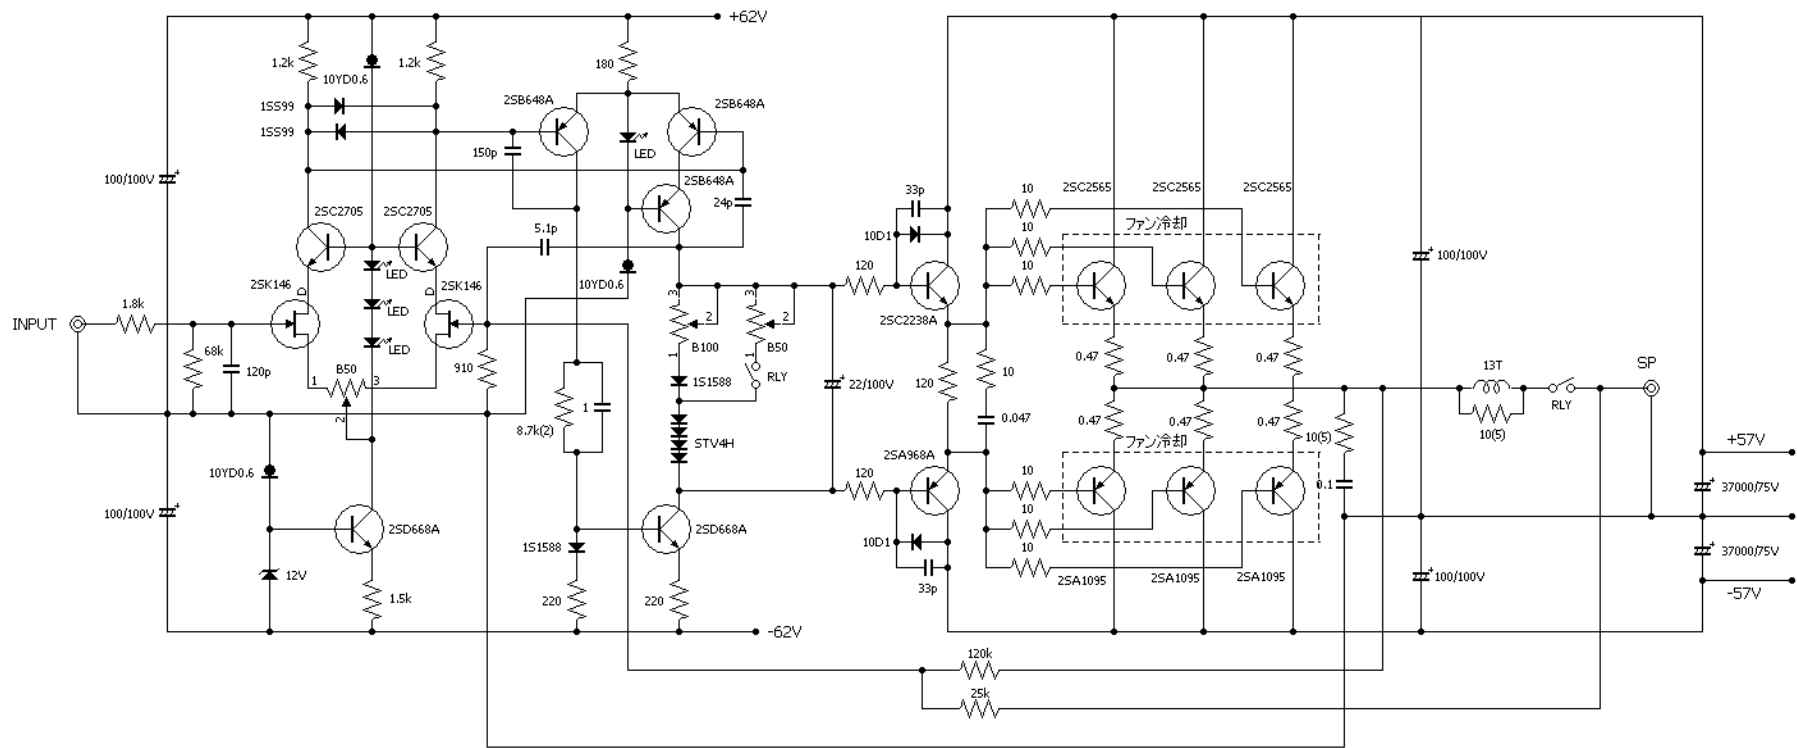 +62V
1.2k
10YD0.6
1.2k
180
1SS99
2SB648A
2SB648A
1SS99
150p
LED
100/100V
2SB648A
2SC2565
2SC2565
2SC2565
33p
10
24p
2SC2705
2SC2705
ファン冷却
5.1p
10D1
10
LED
120
10
2SK146
D
D
2SK146
10YD0.6
3
3
100/100V
1.8k
LED
2
2
2SC2238A
INPUT
68k
LED
B100
B50
120p
B50
910
1
1
0.47
0.47
0.47
13T
SP
1
3
1S1588
RLY
22/100V
120
10
RLY
2
8.7k(2)
1
STV4H
0.047
0.47
0.47
0.47
10(5)
10(5)
ファン冷却
+57V
10YD0.6
2SA968A
120
10
0.1
37000/75V
100/100V
2SD668A
2SD668A
10
1S1588
10D1
37000/75V
12V
10
2SA1095
2SA1095
2SA1095
100/100V
1.5k
220
220
33p
-57V
-62V
120k
25k